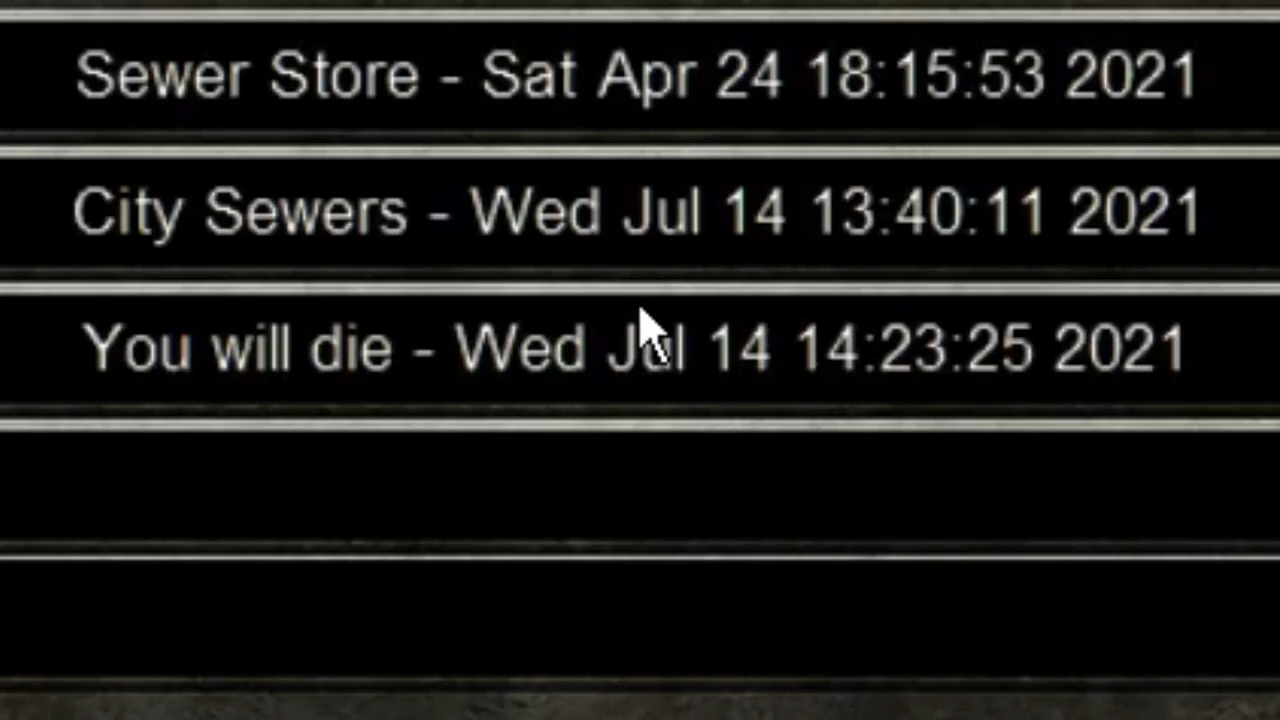 Sewer Store - Sat Apr 24 18:15:53 2021
City Sewers - Wed Jul 14 13:40:11 2021
You will die - Wed Jul 14 14:23:25 2021